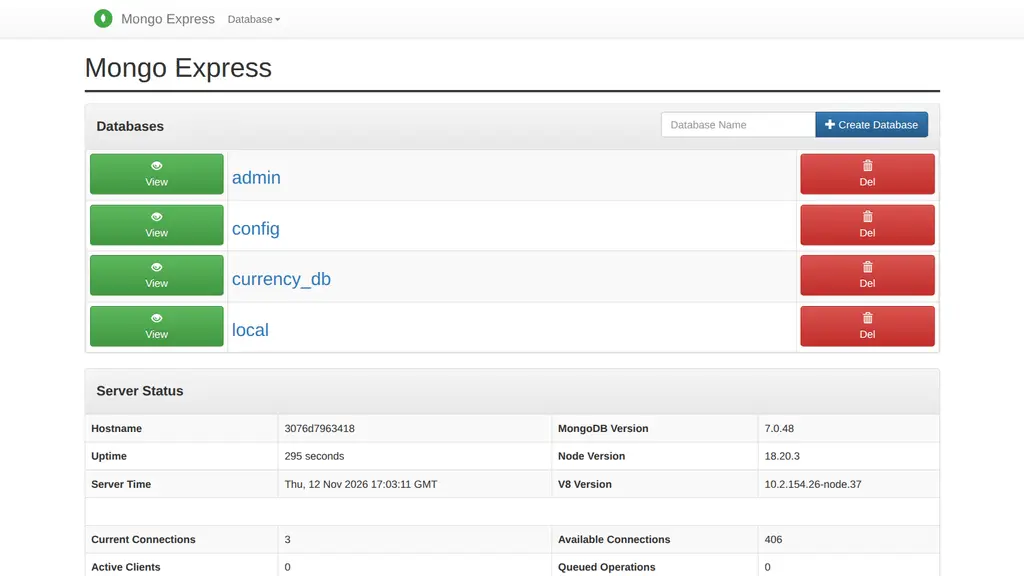 Mongo Express Database
Mongo Express
Databases Database Name Create Database
View admin Del
View config Del
View currency_db Del
View local Del
Server Status
Hostname 3076d7963418 MongoDB Version 7.0.48
Uptime 295 seconds Node Version 18.20.3
Server Time Thu, 12 Nov 2026 17:03:11 GMT V8 Version 10.2.154.26-node.37
Current Connections 3 Available Connections 406
Active Clients 0 Queued Operations 0